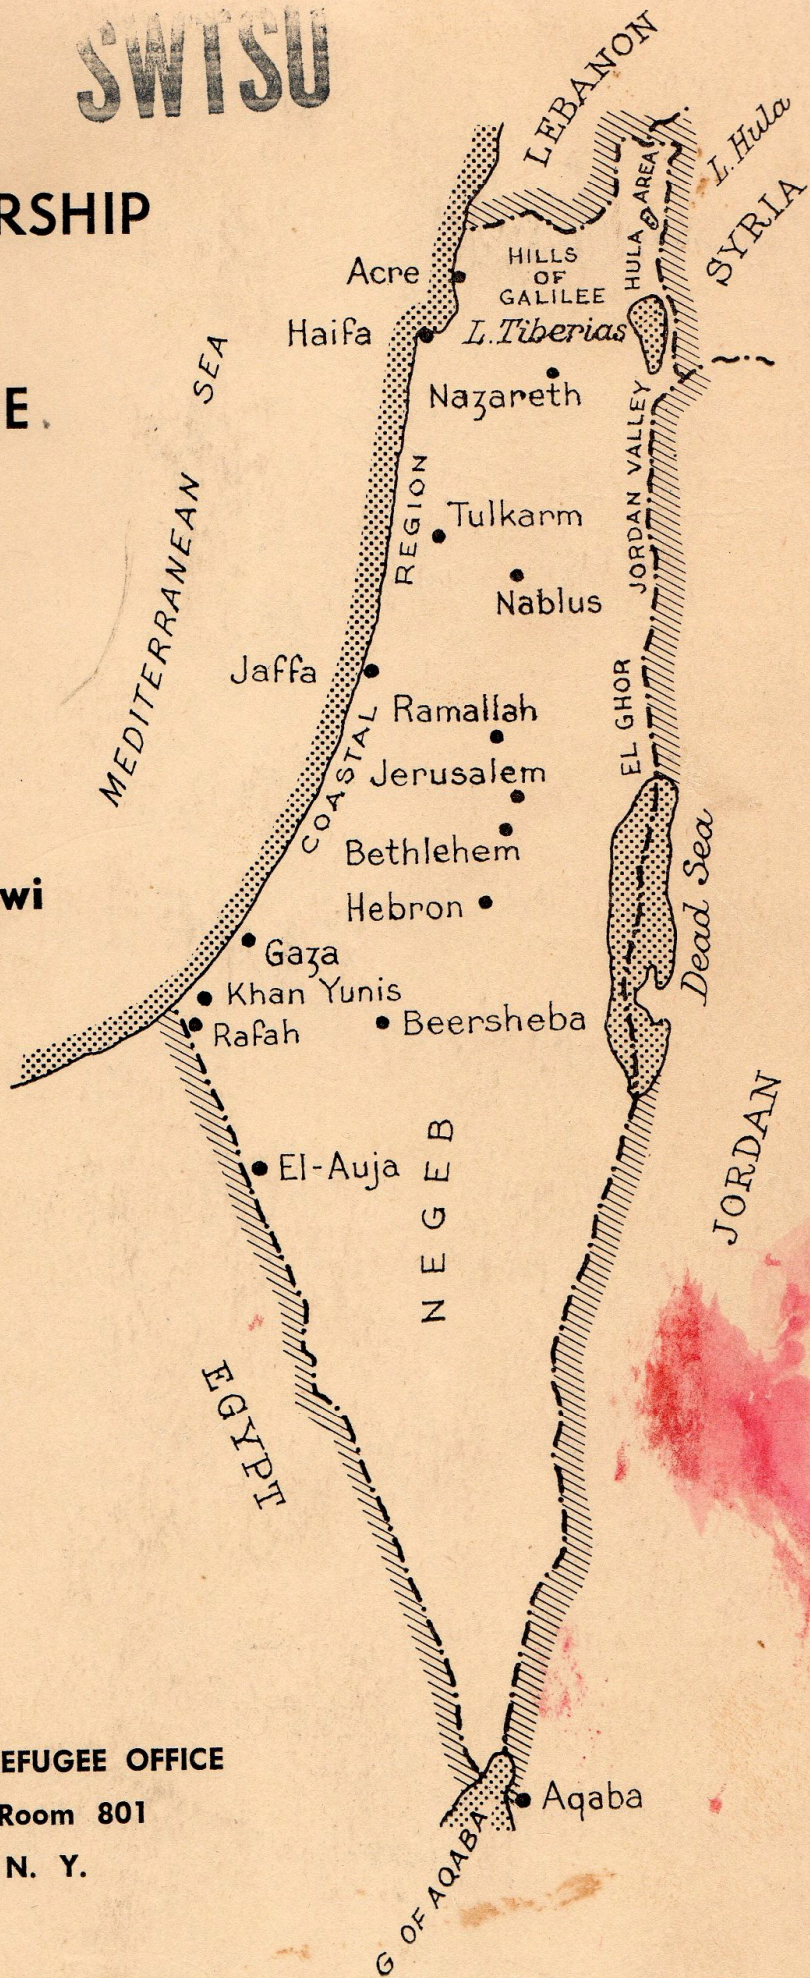 SWTSU
LEBANON
RSHIP
L. Hula
SYRIA
HULA AREA
Acre
HILLS
OF
GALILEE
Haifa
L. Tiberias
SEA
E.
Nazareth
MEDITERRANEAN
REGION
JORDAN VALLEY
Tulkarm
Nablus
Jaffa
EL GHOR
Ramallah
COASTAL
Jerusalem
Bethlehem
Dead Sea
wi
Hebron
Gaza
Khan Yunis
Rafah
Beersheba
JORDAN
El-Auja
NEGEB
EGYPT
EFUGEE OFFICE
Room 801
N. Y.
Aqaba
G OF AQABA